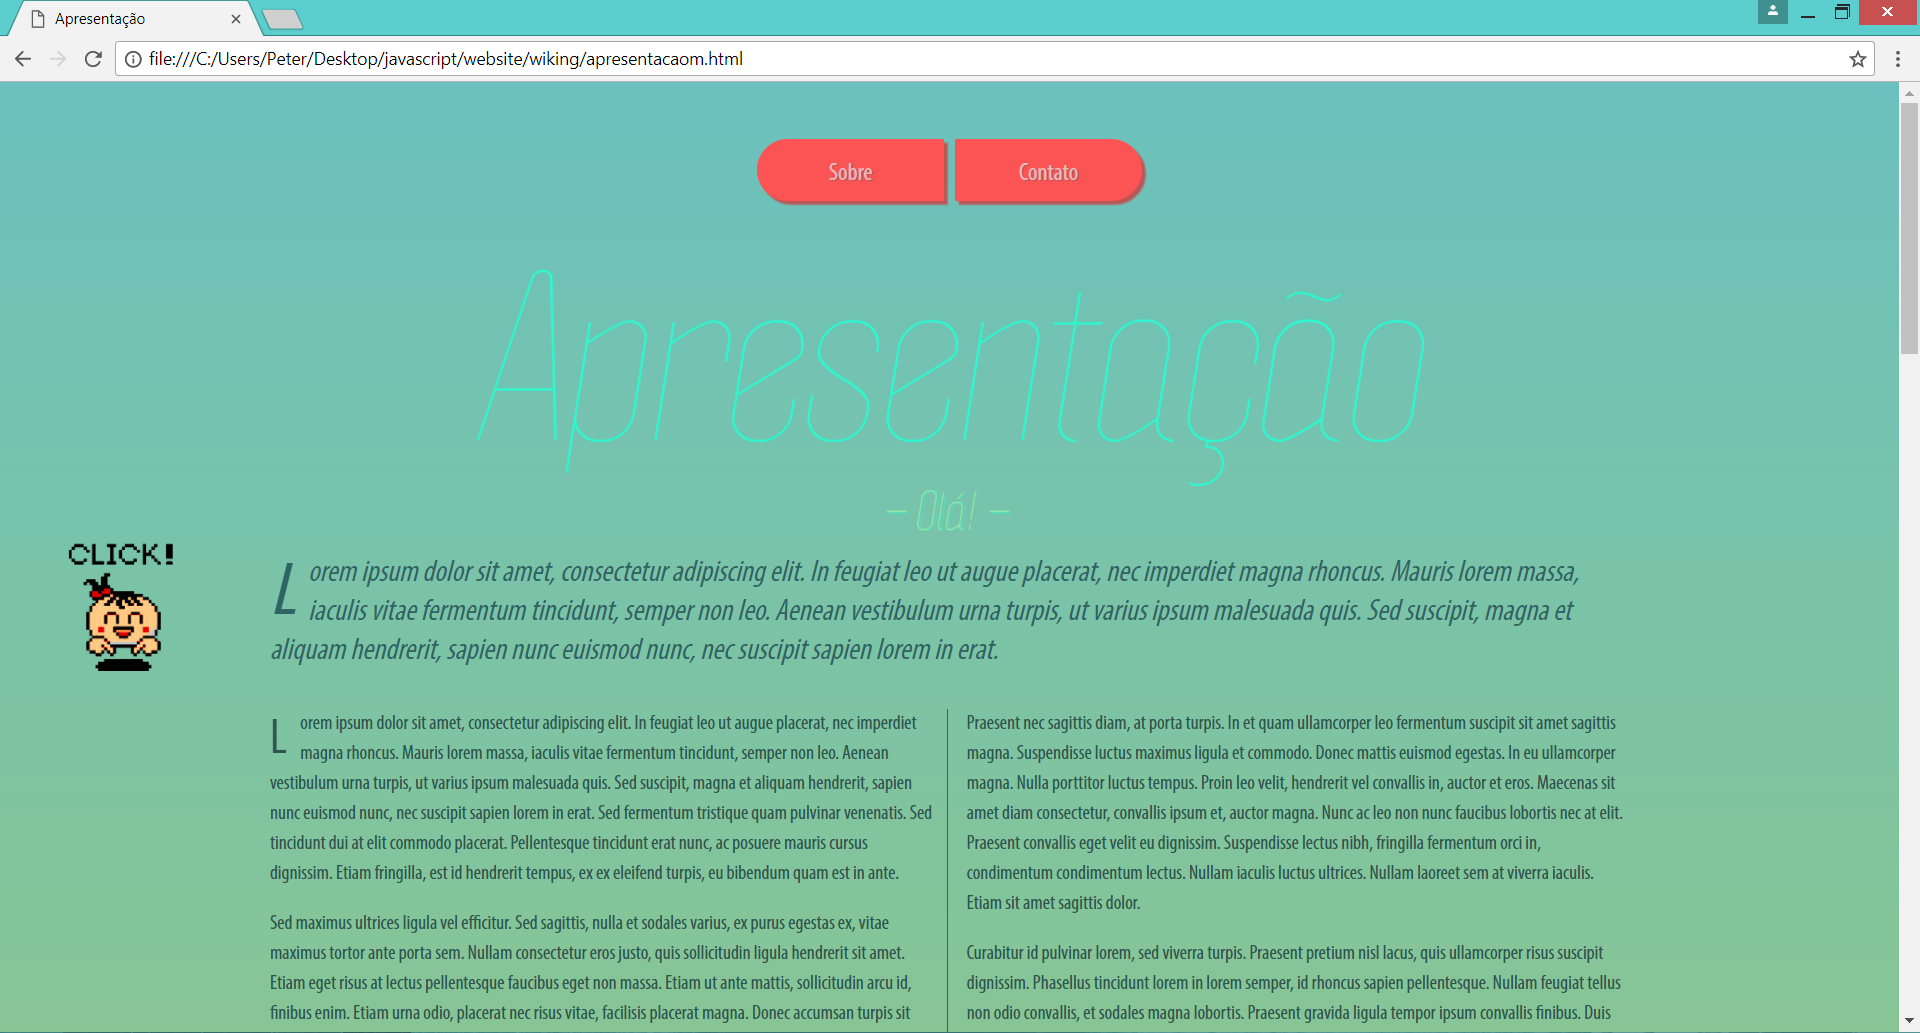 Apresentação
file:///C:/Users/Peter/Desktop/javascript/website/wiking/apresentacaom.html
Sobre
Contato
Apresentação
– Olá! –
CLICK!
Lorem ipsum dolor sit amet, consectetur adipiscing elit. In feugiat leo ut augue placerat, nec imperdiet magna rhoncus. Mauris lorem massa,
iaculis vitae fermentum tincidunt, semper non leo. Aenean vestibulum urna turpis, ut varius ipsum malesuada quis. Sed suscipit, magna et
aliquam hendrerit, sapien nunc euismod nunc, nec suscipit sapien lorem in erat.
Lorem ipsum dolor sit amet, consectetur adipiscing elit. In feugiat leo ut augue placerat, nec imperdiet
magna rhoncus. Mauris lorem massa, iaculis vitae fermentum tincidunt, semper non leo. Aenean
vestibulum urna turpis, ut varius ipsum malesuada quis. Sed suscipit, magna et aliquam hendrerit, sapien
nunc euismod nunc, nec suscipit sapien lorem in erat. Sed fermentum tristique quam pulvinar venenatis. Sed
tincidunt dui at elit commodo placerat. Pellentesque tincidunt erat nunc, ac posuere mauris cursus
dignissim. Etiam fringilla, est id hendrerit tempus, ex ex eleifend turpis, eu bibendum quam est in ante.
Sed maximus ultrices ligula vel efficitur. Sed sagittis, nulla et sodales varius, ex purus egestas ex, vitae
maximus tortor ante porta sem. Nullam consectetur eros justo, quis sollicitudin ligula hendrerit sit amet.
Etiam eget risus at lectus pellentesque faucibus eget non massa. Etiam ut ante mattis, sollicitudin arcu id,
finibus enim. Etiam urna odio, placerat nec risus vitae, facilisis placerat magna. Donec accumsan turpis sit
Praesent nec sagittis diam, at porta turpis. In et quam ullamcorper leo fermentum suscipit sit amet sagittis
magna. Suspendisse luctus maximus ligula et commodo. Donec mattis euismod egestas. In eu ullamcorper
magna. Nulla porttitor luctus tempus. Proin leo velit, hendrerit vel convallis in, auctor et eros. Maecenas sit
amet diam consectetur, convallis ipsum et, auctor magna. Nunc ac leo non nunc faucibus lobortis nec at elit.
Praesent convallis eget velit eu dignissim. Suspendisse lectus nibh, fringilla fermentum orci in,
condimentum condimentum lectus. Nullam iaculis luctus ultrices. Nullam laoreet sem at viverra iaculis.
Etiam sit amet sagittis dolor.
Curabitur id pulvinar lorem, sed viverra turpis. Praesent pretium nisl lacus, quis ullamcorper risus suscipit
dignissim. Phasellus tincidunt lorem in lorem semper, id rhoncus sapien pellentesque. Nullam feugiat tellus
non odio convallis, et sodales magna lobortis. Praesent gravida ligula tempor ipsum convallis finibus. Duis